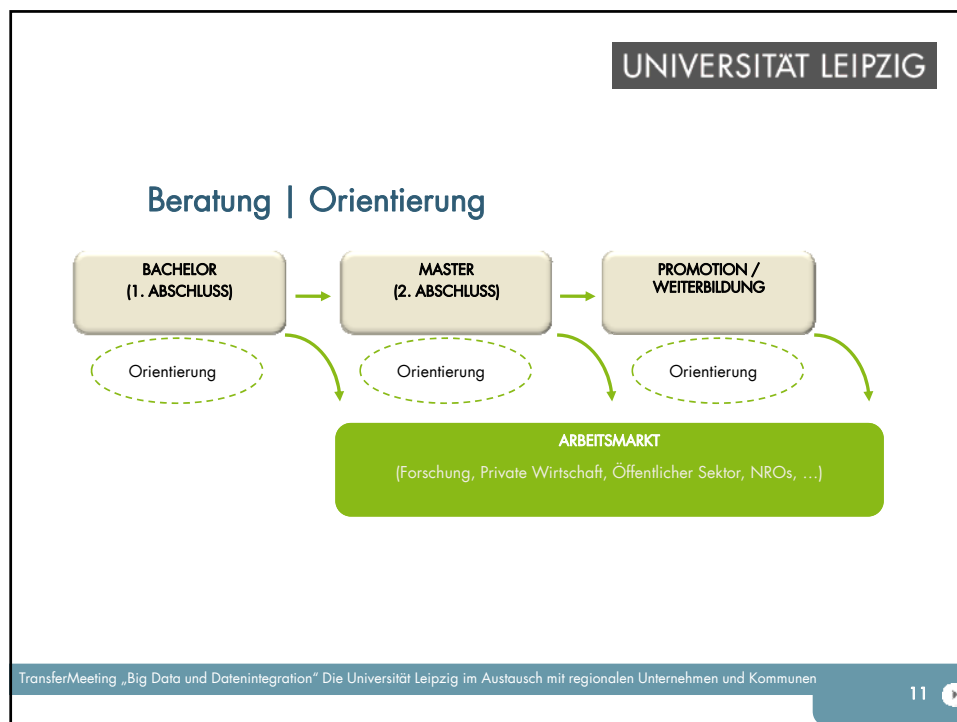 UNIVERSITÄT LEIPZIG
Beratung | Orientierung
BACHELOR
(1. ABSCHLUSS)
MASTER
(2. ABSCHLUSS)
PROMOTION /
WEITERBILDUNG
Orientierung
Orientierung
Orientierung
ARBEITSMARKT
(Forschung, Private Wirtschaft, Öffentlicher Sektor, NROs, …)
TransferMeeting „Big Data und Datenintegration“ Die Universität Leipzig im Austausch mit regionalen Unternehmen und Kommunen
11